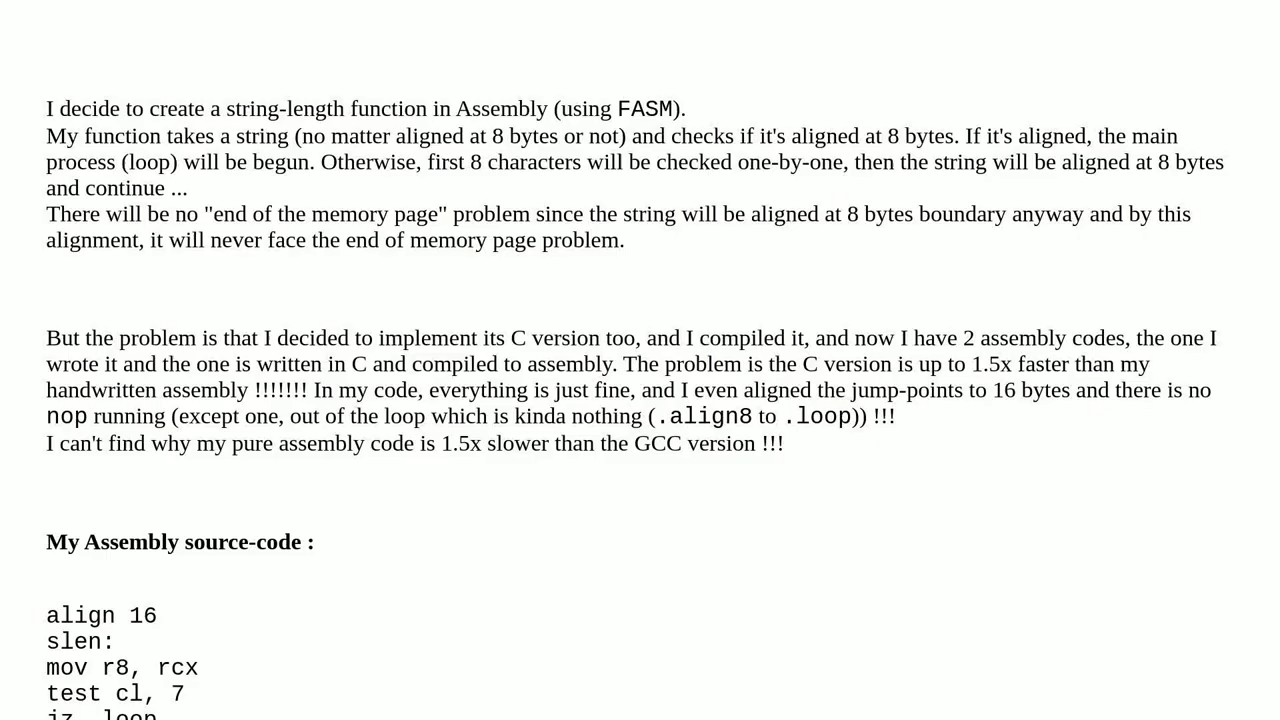 I decide to create a string-length function in Assembly (using FASM).
My function takes a string (no matter aligned at 8 bytes or not) and checks if it's aligned at 8 bytes. If it's aligned, the main
process (loop) will be begun. Otherwise, first 8 characters will be checked one-by-one, then the string will be aligned at 8 bytes
and continue ...
There will be no "end of the memory page" problem since the string will be aligned at 8 bytes boundary anyway and by this
alignment, it will never face the end of memory page problem.
But the problem is that I decided to implement its C version too, and I compiled it, and now I have 2 assembly codes, the one I
wrote it and the one is written in C and compiled to assembly. The problem is the C version is up to 1.5x faster than my
handwritten assembly !!!!!!! In my code, everything is just fine, and I even aligned the jump-points to 16 bytes and there is no
nop running (except one, out of the loop which is kinda nothing (.align8 to .loop)) !!!
I can't find why my pure assembly code is 1.5x slower than the GCC version !!!
My Assembly source-code :
align 16
slen:
mov r8, rcx
test cl, 7
jz .loop